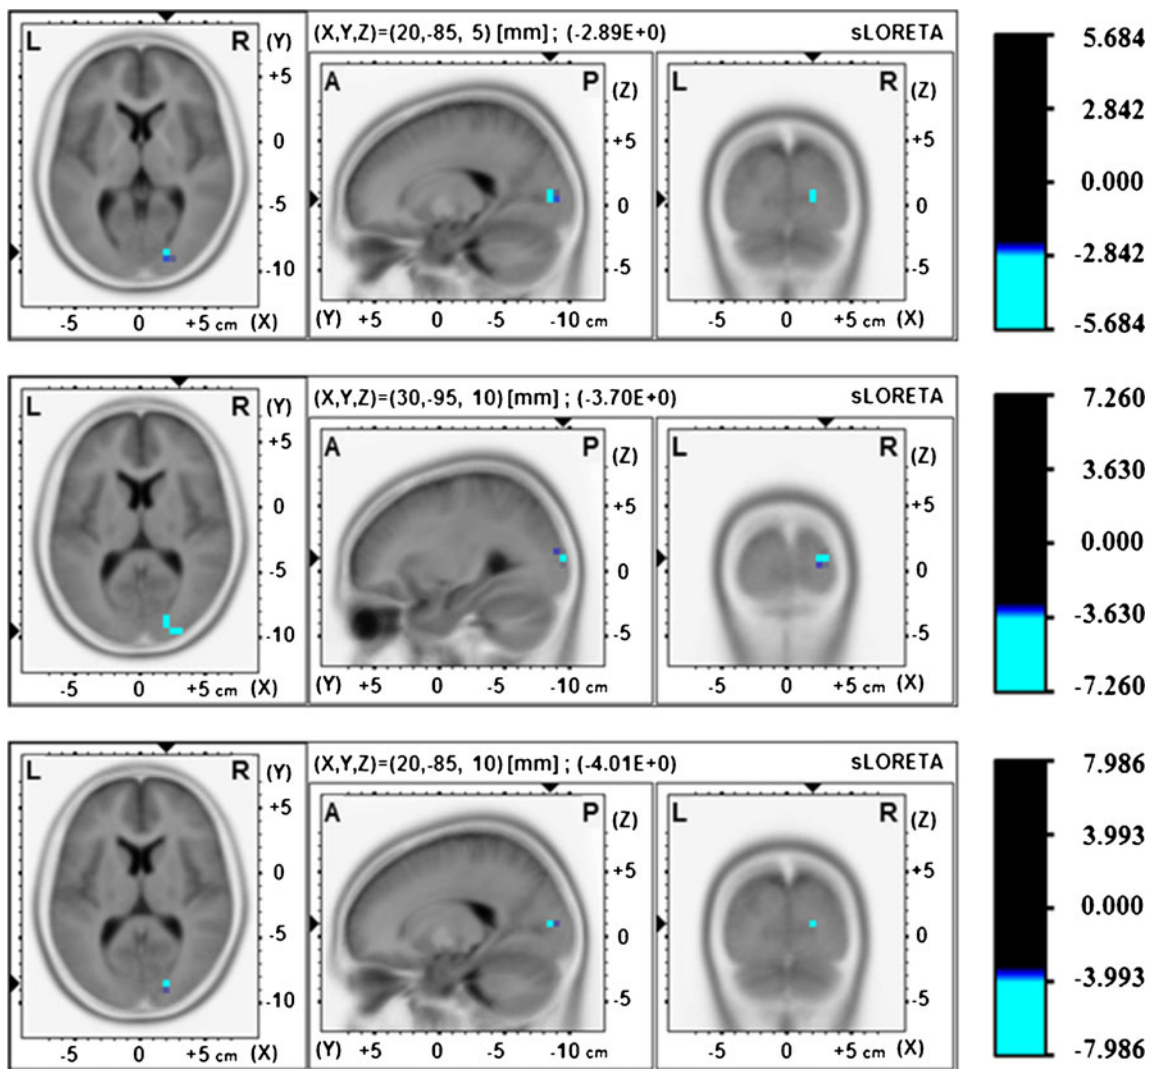 L R (Y) (X,Y,Z)=(20,-85, 5) [mm] ; (-2.89E+0) sLORETA 5.684
A P (Z) L R (Z)
+5 2.842
+5 +5
0 0.000
-5 0 0
-2.842
-10 -5 -5
-5 0 +5 cm (X) (Y) +5 0 -5 -10 cm -5 0 +5 cm (X) -5.684
L R (Y) (X,Y,Z)=(30,-95, 10) [mm] ; (-3.70E+0) sLORETA 7.260
A P (Z) L R (Z)
+5 3.630
+5 +5
0 0.000
-5 0 0
-3.630
-10 -5 -5
-5 0 +5 cm (X) (Y) +5 0 -5 -10 cm -5 0 +5 cm (X) -7.260
L R (Y) (X,Y,Z)=(20,-85, 10) [mm] ; (-4.01E+0) sLORETA 7.986
A P (Z) L R (Z)
+5 3.993
+5 +5
0 0.000
-5 0 0
-3.993
-10 -5 -5
-5 0 +5 cm (X) (Y) +5 0 -5 -10 cm -5 0 +5 cm (X) -7.986